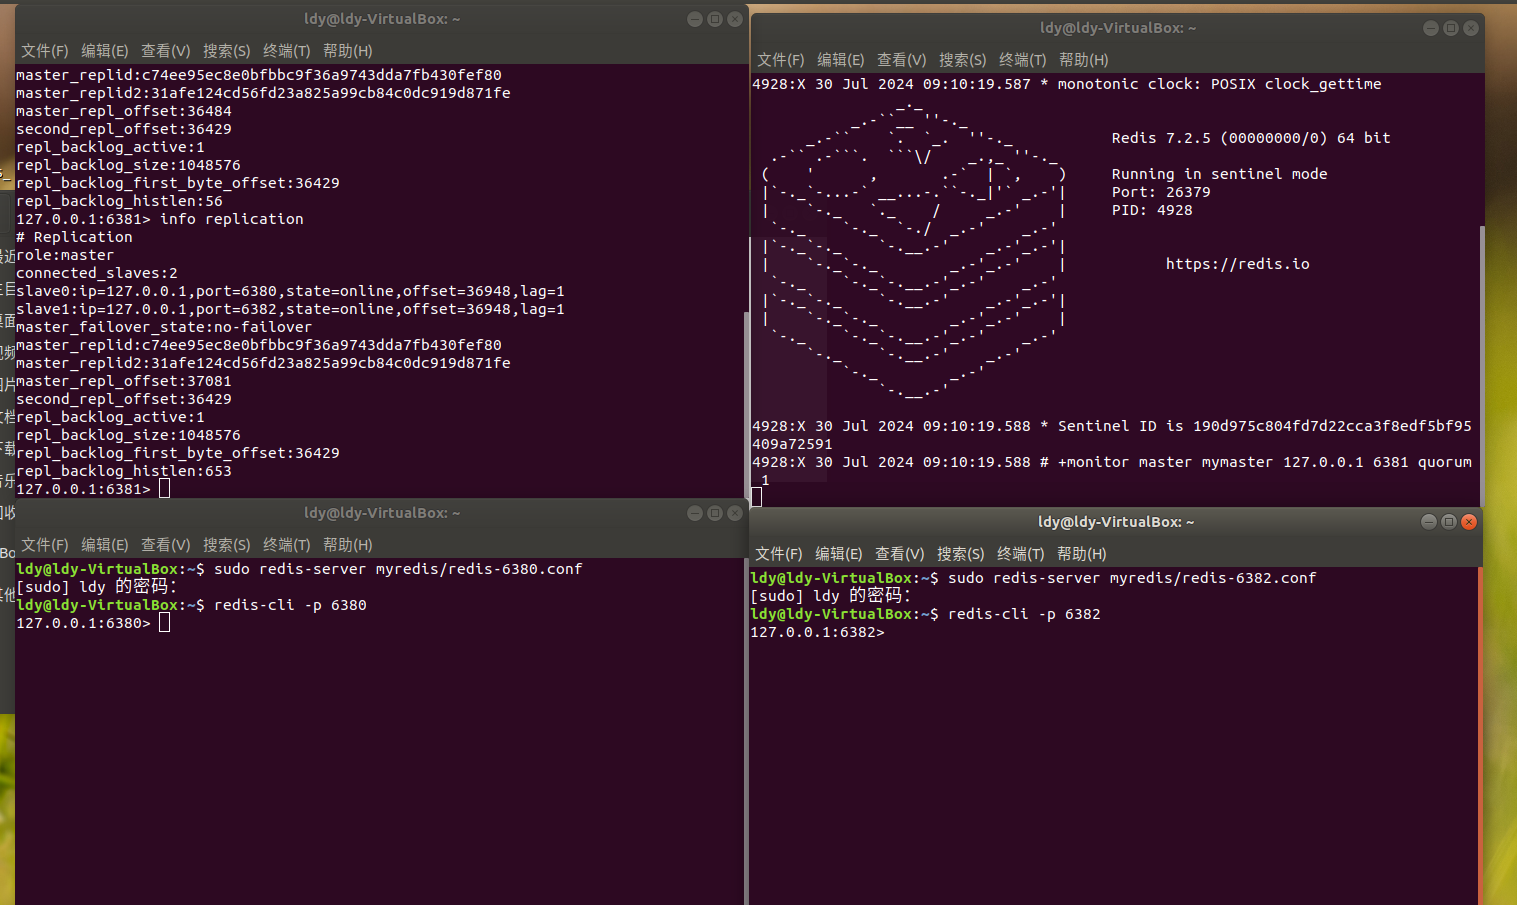 ldy@ldy-VirtualBox: ~
文件(F) 编辑(E) 查看(V) 搜索(S) 终端(T) 帮助(H)
master_replid:c74ee95ec8e0bfbbc9f36a9743dda7fb430fef80
master_replid2:31afe124cd56fd23a825a99cb84c0dc919d871fe
master_repl_offset:36484
second_repl_offset:36429
repl_backlog_active:1
repl_backlog_size:1048576
repl_backlog_first_byte_offset:36429
repl_backlog_histlen:56
127.0.0.1:6381> info replication
# Replication
role:master
connected_slaves:2
slave0:ip=127.0.0.1,port=6380,state=online,offset=36948,lag=1
slave1:ip=127.0.0.1,port=6382,state=online,offset=36948,lag=1
master_failover_state:no-failover
master_replid:c74ee95ec8e0bfbbc9f36a9743dda7fb430fef80
master_replid2:31afe124cd56fd23a825a99cb84c0dc919d871fe
master_repl_offset:37081
second_repl_offset:36429
repl_backlog_active:1
repl_backlog_size:1048576
repl_backlog_first_byte_offset:36429
repl_backlog_histlen:653
127.0.0.1:6381>
ldy@ldy-VirtualBox: ~
文件(F) 编辑(E) 查看(V) 搜索(S) 终端(T) 帮助(H)
4928:X 30 Jul 2024 09:10:19.587 * monotonic clock: POSIX clock_gettime
Redis 7.2.5 (00000000/0) 64 bit
Running in sentinel mode
Port: 26379
PID: 4928
https://redis.io
4928:X 30 Jul 2024 09:10:19.588 * Sentinel ID is 190d975c804fd7d22cca3f8edf5bf95
409a72591
4928:X 30 Jul 2024 09:10:19.588 # +monitor master mymaster 127.0.0.1 6381 quorum
1
ldy@ldy-VirtualBox: ~
文件(F) 编辑(E) 查看(V) 搜索(S) 终端(T) 帮助(H)
ldy@ldy-VirtualBox:~$ sudo redis-server myredis/redis-6380.conf
[sudo] ldy 的密码：
ldy@ldy-VirtualBox:~$ redis-cli -p 6380
127.0.0.1:6380>
ldy@ldy-VirtualBox: ~
文件(F) 编辑(E) 查看(V) 搜索(S) 终端(T) 帮助(H)
ldy@ldy-VirtualBox:~$ sudo redis-server myredis/redis-6382.conf
[sudo] ldy 的密码：
ldy@ldy-VirtualBox:~$ redis-cli -p 6382
127.0.0.1:6382>